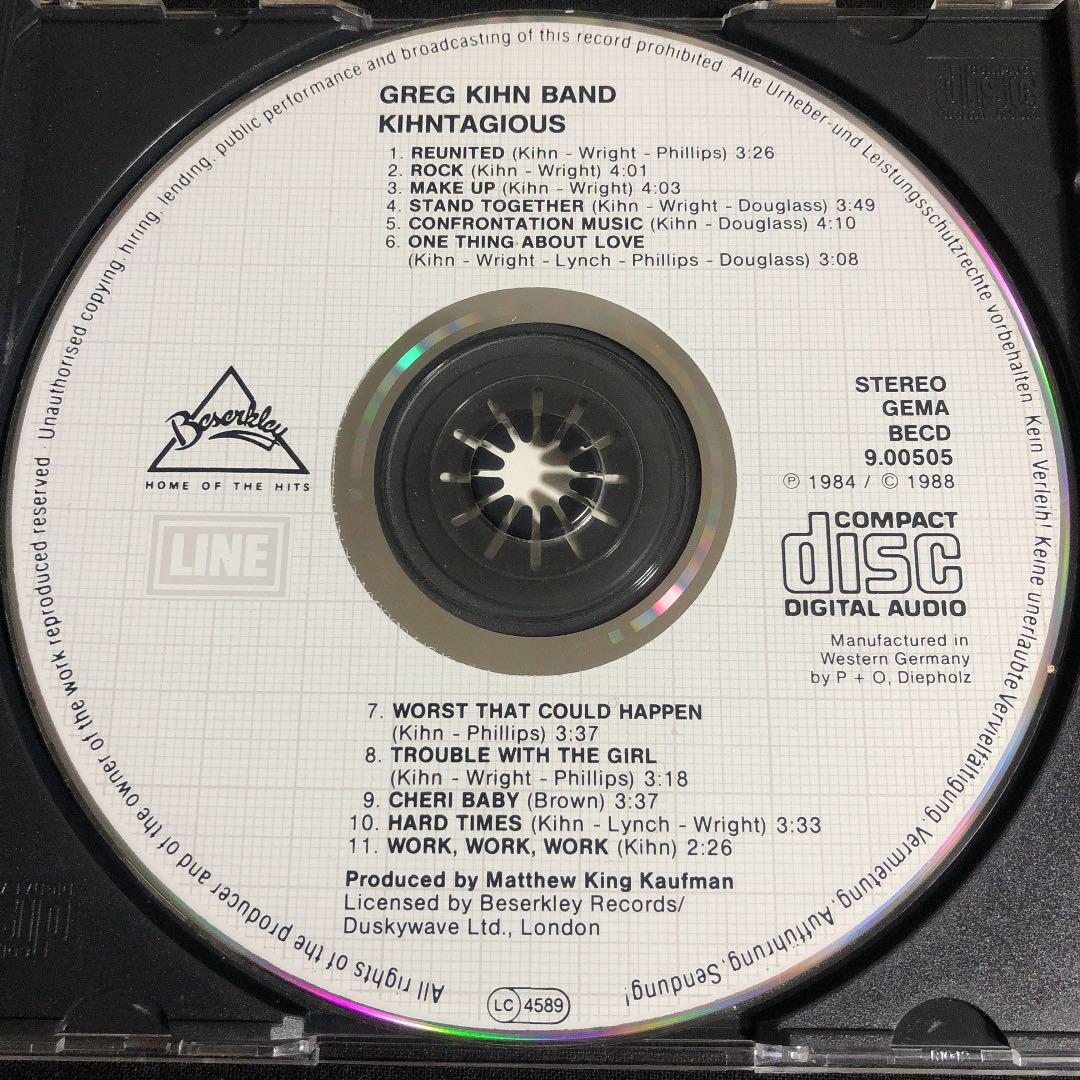 GREG KIHN BAND
KIHNTAGIOUS
1. REUNITED (Kihn - Wright - Phillips) 3:26
2. ROCK (Kihn - Wright) 4:01
3. MAKE UP (Kihn - Wright) 4:03
4. STAND TOGETHER (Kihn - Wright - Douglass) 3:49
5. CONFRONTATION MUSIC (Kihn - Douglass) 4:10
6. ONE THING ABOUT LOVE
(Kihn - Wright - Lynch - Phillips - Douglass) 3:08
Beserkley
HOME OF THE HITS
LINE
STEREO
GEMA
BECD
9.00505
℗ 1984 / © 1988
COMPACT
disc
DIGITAL AUDIO
Manufactured in
Western Germany
by P + O, Diepholz
7. WORST THAT COULD HAPPEN
(Kihn - Phillips) 3:37
8. TROUBLE WITH THE GIRL
(Kihn - Wright - Phillips) 3:18
9. CHERI BABY (Brown) 3:37
10. HARD TIMES (Kihn - Lynch - Wright) 3:33
11. WORK, WORK, WORK (Kihn) 2:26
Produced by Matthew King Kaufman
Licensed by Beserkley Records/
Duskywave Ltd., London
LC 4589
All rights of the producer and of the owner of the work reproduced reserved · Unauthorised copying, hiring, lending, public performance and broadcasting of this record prohibited Alle Urheber-und Leistungsschutzrechte vorbehalten. Kein Verleih! Keine unerlaubte Vervielfältigung, Vermietung, Aufführung, Sendung!
disc